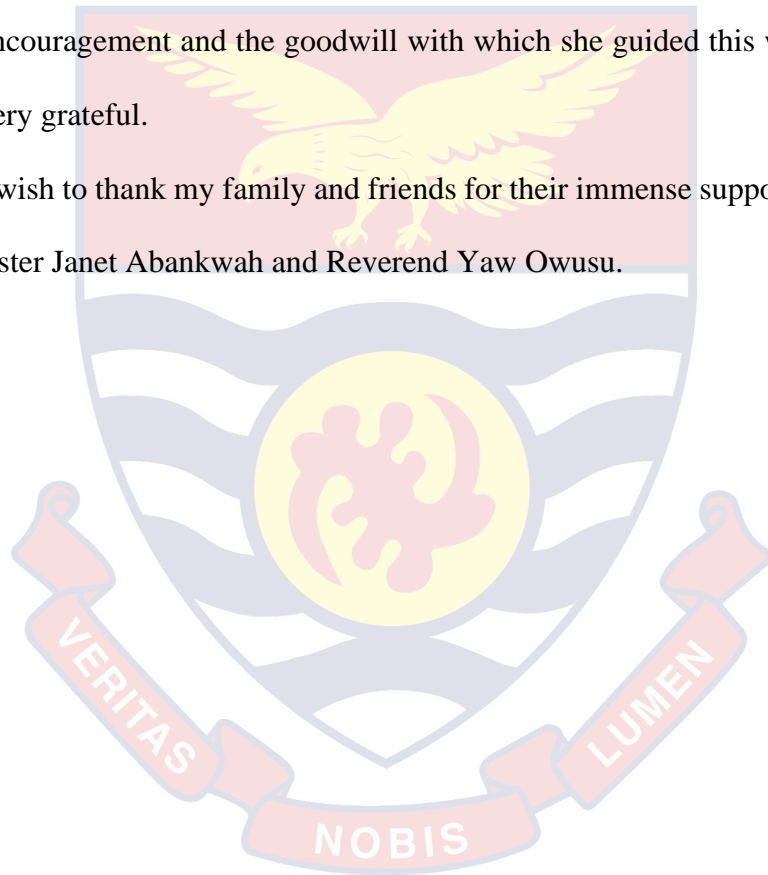 ncouragement and the goodwill with which she guided this
ery grateful.
wish to thank my family and friends for their immense suppo
ster Janet Abankwah and Reverend Yaw Owusu.
VERITAS
NOBIS
LUMEN